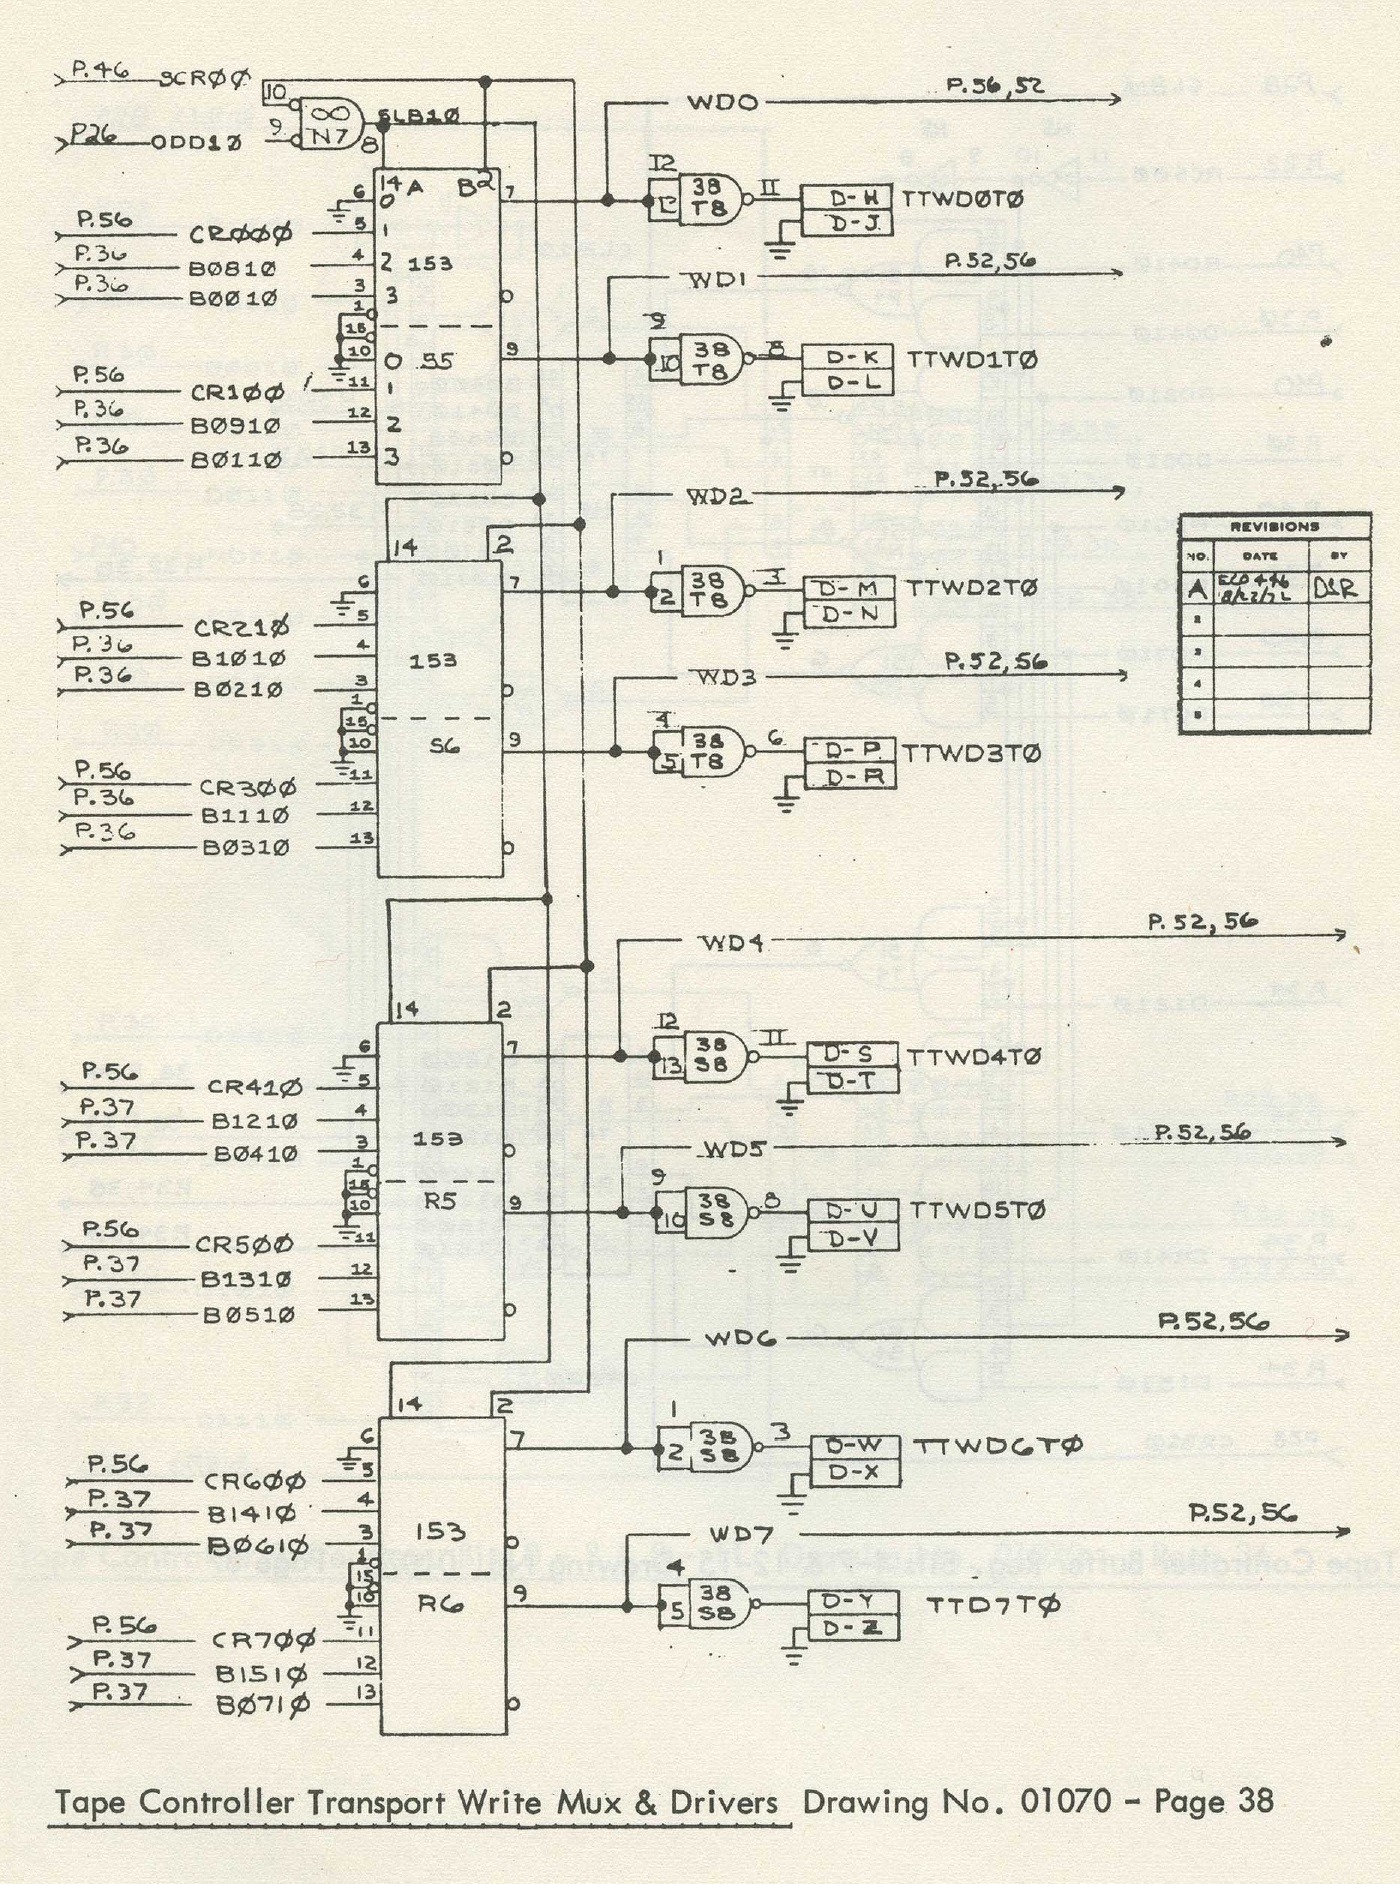 P.46 SCRØØ
10
P26 ODD1Ø
9
∞
N7
8
SLB1Ø
14 A B 2
6 0
P.56 CRØØØ 5 1
P.36 BØ81Ø 4 2 153
P.36 BØØ1Ø 3 3
1
15
10 0 S5
P.56 CR1ØØ 11 1
P.36 BØ91Ø 12 2
P.36 BØ11Ø 13 3
7
9
WDO P.56,52
12
13 38 T8 11
D-H TTWDØTØ
D-J
WD1 P.52,56
9
10 38 T8 8
D-K TTWD1TØ
D-L
14 2
6
P.56 CR21Ø 5
P.36 B1Ø1Ø 4 153
P.36 BØ21Ø 3
1
15
10 S6
P.56 CR3ØØ 11
P.36 B111Ø 12
P.36 BØ31Ø 13
7
9
WD2 P.52,56
1
2 38 T8 3
D-M TTWD2TØ
D-N
WD3 P.52,56
4
5 38 T8 6
D-P TTWD3TØ
D-R
REVISIONS
NO. DATE BY
A ECO 446 DSR
8/22/72
2
3
4
5
14 2
6
P.56 CR41Ø 5
P.37 B121Ø 4 153
P.37 BØ41Ø 3
1
15
10 R5
P.56 CR5ØØ 11
P.37 B131Ø 12
P.37 BØ51Ø 13
7
9
WD4 P.52,56
12
13 38 S8 11
D-S TTWD4TØ
D-T
WD5 P.52,56
9
10 38 S8 8
D-U TTWD5TØ
D-V
14 2
6
P.56 CR6ØØ 5
P.37 B141Ø 4 153
P.37 BØ61Ø 3
1
15
10 R6
P.56 CR7ØØ 11
P.37 B151Ø 12
P.37 BØ71Ø 13
7
9
WD6 P.52,56
1
2 38 S8 3
D-W TTWD6TØ
D-X
WD7 P.52,56
4
5 38 S8
D-Y TTD7TØ
D-Z
Tape Controller Transport Write Mux & Drivers Drawing No. 01070 - Page 38